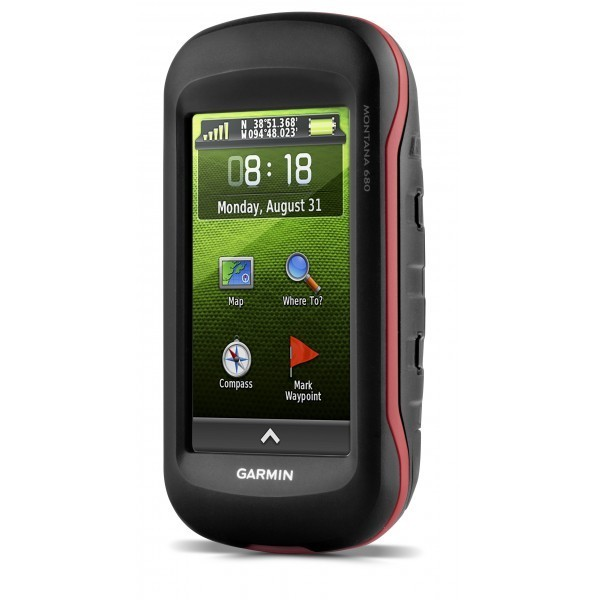 N 38°51.368'
W094°48.023'
08:18
Monday, August 31
Map
Where To?
Compass
Mark
Waypoint
GARMIN
MONTANA 680